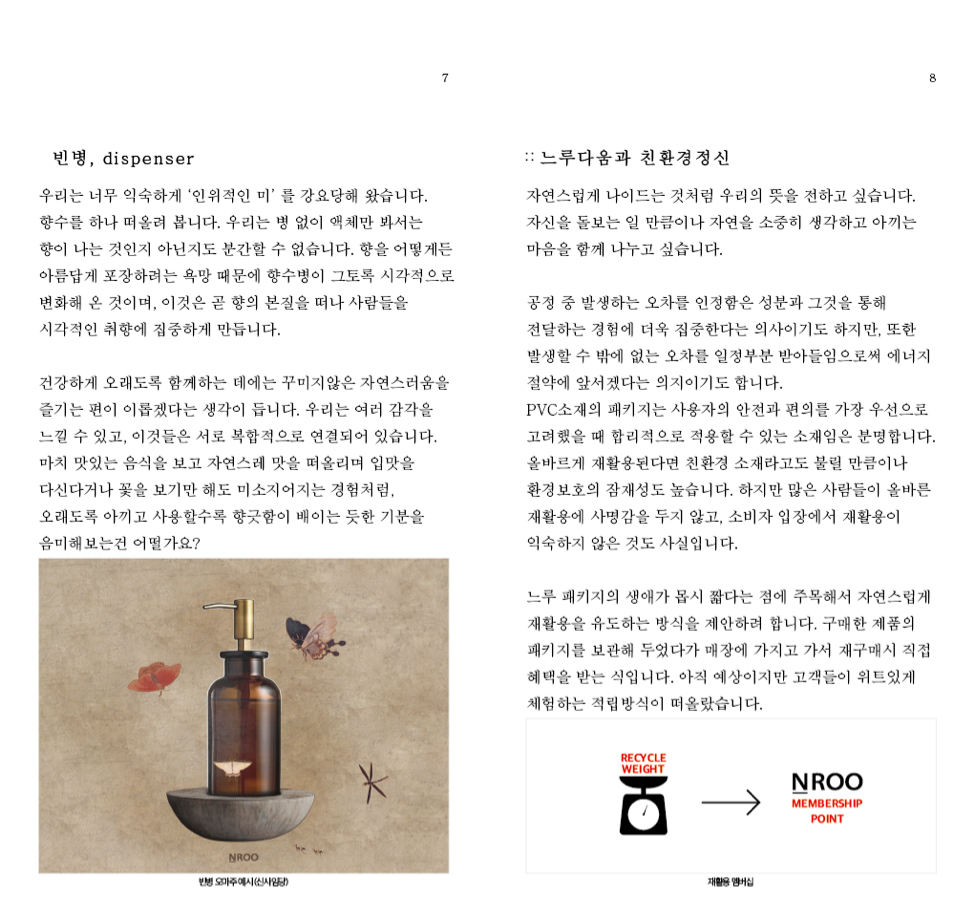 7
빈병, dispenser
우리는 너무 익숙하게 ‘인위적인 미’ 를 강요당해 왔습니다.
향수를 하나 떠올려 봅니다. 우리는 병 없이 액체만 봐서는
향이 나는 것인지 아닌지도 분간할 수 없습니다. 향을 어떻게든
아름답게 포장하려는 욕망 때문에 향수병이 그토록 시각적으로
변화해 온 것이며, 이것은 곧 향의 본질을 떠나 사람들을
시각적인 취향에 집중하게 만듭니다.
건강하게 오래도록 함께하는 데에는 꾸미지않은 자연스러움을
즐기는 편이 이롭겠다는 생각이 듭니다. 우리는 여러 감각을
느낄 수 있고, 이것들은 서로 복합적으로 연결되어 있습니다.
마치 맛있는 음식을 보고 자연스레 맛을 떠올리며 입맛을
다신다거나 꽃을 보기만 해도 미소지어지는 경험처럼,
오래도록 아끼고 사용할수록 향긋함이 배이는 듯한 기분을
음미해보는건 어떨가요?
NROO
빈병 오마주 예시(신사임당)
8
:: 느루다움과 친환경정신
자연스럽게 나이드는 것처럼 우리의 뜻을 전하고 싶습니다.
자신을 돌보는 일 만큼이나 자연을 소중히 생각하고 아끼는
마음을 함께 나누고 싶습니다.
공정 중 발생하는 오차를 인정함은 성분과 그것을 통해
전달하는 경험에 더욱 집중한다는 의사이기도 하지만, 또한
발생할 수 밖에 없는 오차를 일정부분 받아들임으로써 에너지
절약에 앞서겠다는 의지이기도 합니다.
PVC소재의 패키지는 사용자의 안전과 편의를 가장 우선으로
고려했을 때 합리적으로 적용할 수 있는 소재임은 분명합니다.
올바르게 재활용된다면 친환경 소재라고도 불릴 만큼이나
환경보호의 잠재성도 높습니다. 하지만 많은 사람들이 올바른
재활용에 사명감을 두지 않고, 소비자 입장에서 재활용이
익숙하지 않은 것도 사실입니다.
느루 패키지의 생애가 몹시 짧다는 점에 주목해서 자연스럽게
재활용을 유도하는 방식을 제안하려 합니다. 구매한 제품의
패키지를 보관해 두었다가 매장에 가지고 가서 재구매시 직접
혜택을 받는 식입니다. 아직 예상이지만 고객들이 위트있게
체험하는 적립방식이 떠올랐습니다.
RECYCLE
WEIGHT
NROO
MEMBERSHIP
POINT
재활용 멤버십